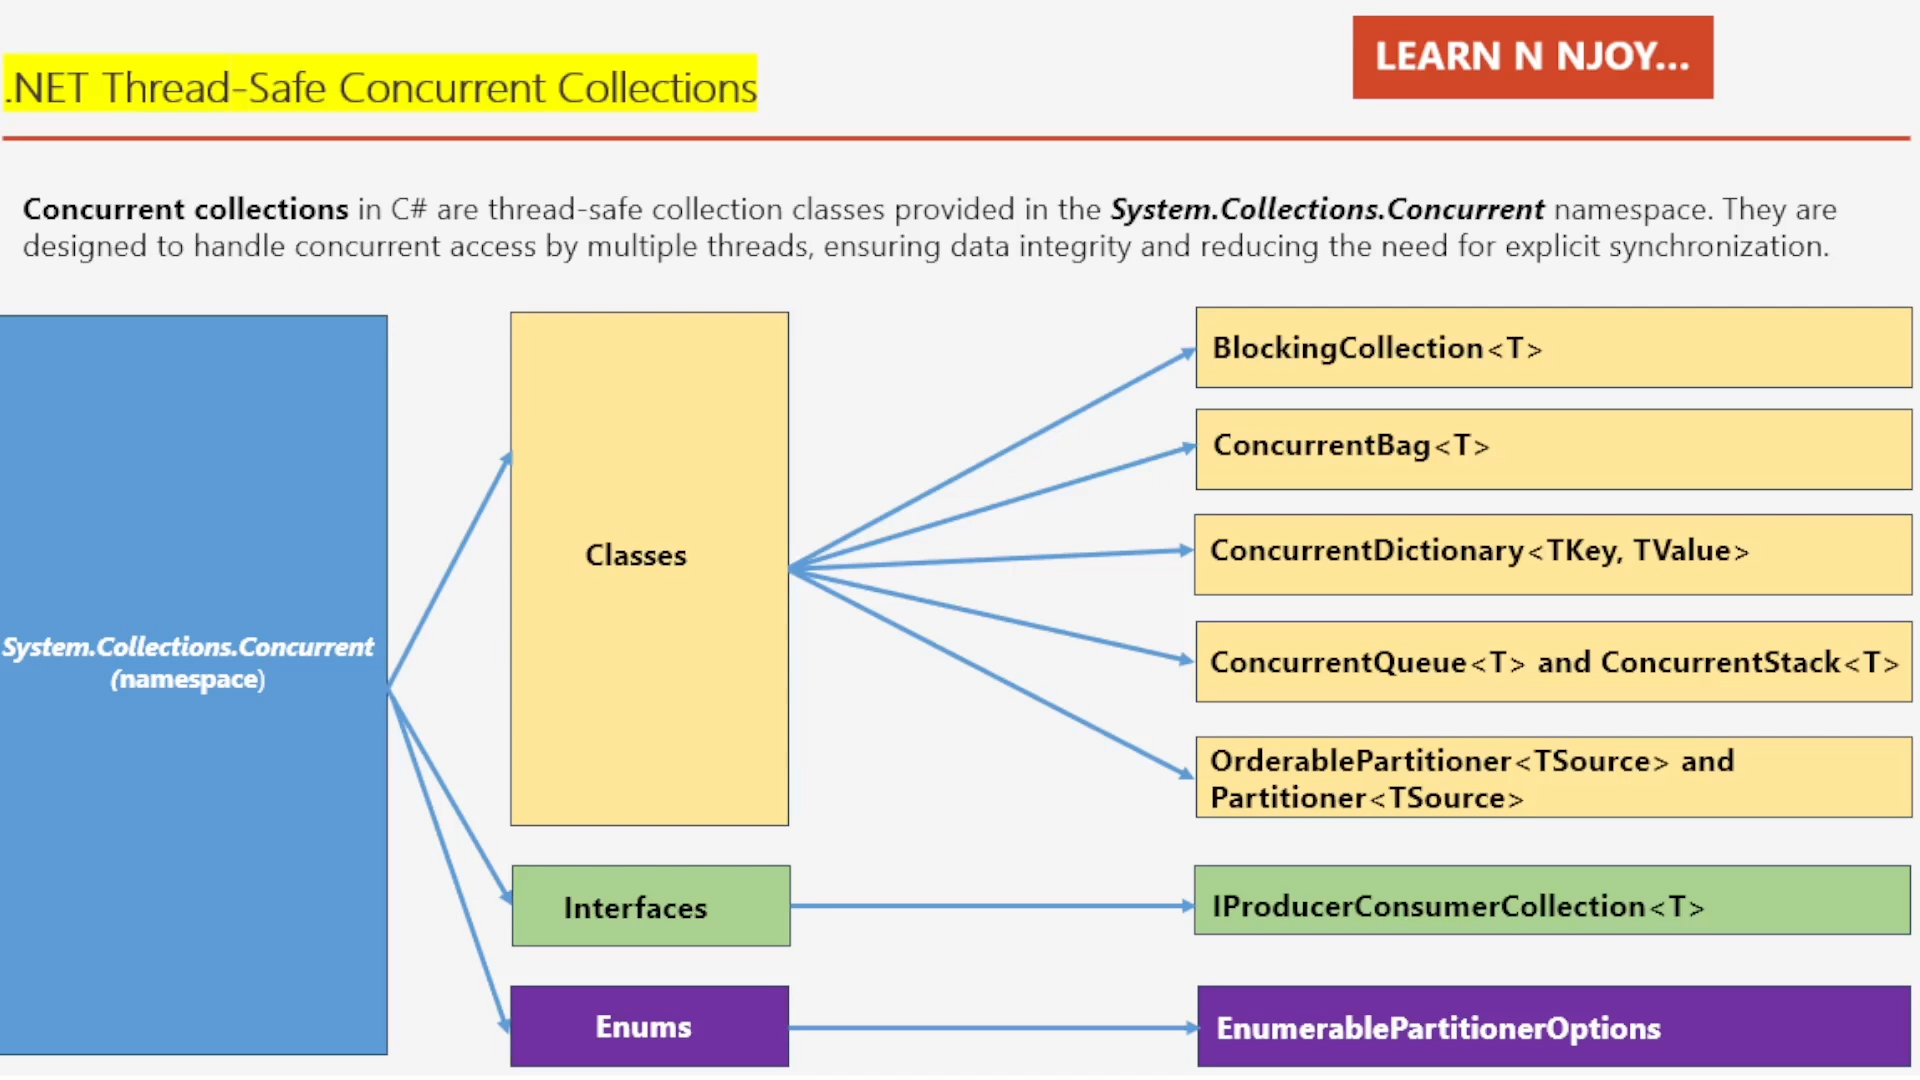 LEARN N NJOY...
.NET Thread-Safe Concurrent Collections
Concurrent collections in C# are thread-safe collection classes provided in the System.Collections.Concurrent namespace. They are
designed to handle concurrent access by multiple threads, ensuring data integrity and reducing the need for explicit synchronization.
System.Collections.Concurrent
(namespace)
Classes
BlockingCollection<T>
ConcurrentBag<T>
ConcurrentDictionary<TKey, TValue>
ConcurrentQueue<T> and ConcurrentStack<T>
OrderablePartitioner<TSource> and
Partitioner<TSource>
Interfaces
IProducerConsumerCollection<T>
Enums
EnumerablePartitionerOptions